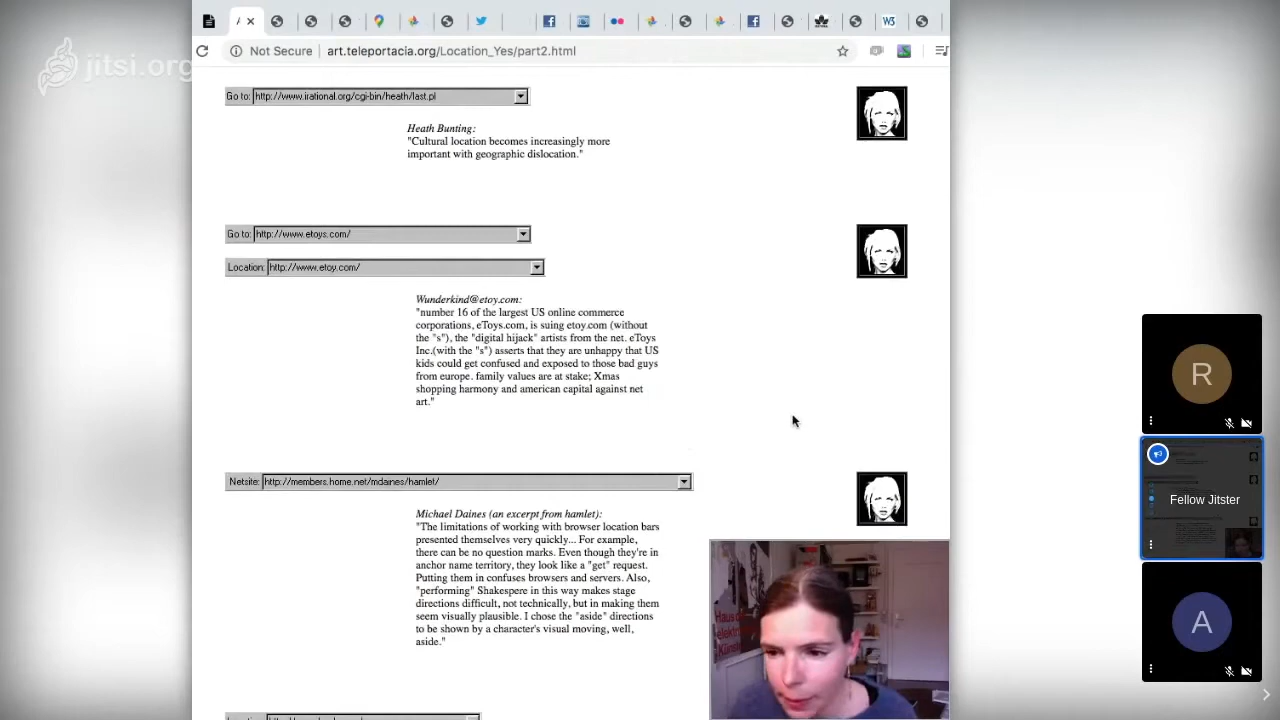 jitsi.org
A
W3
Not Secure
art.teleportacia.org/Location_Yes/part2.html
Go to: http://www.irational.org/cgi-bin/heath/last.pl
Heath Bunting:
"Cultural location becomes increasingly more
important with geographic dislocation."
Go to: http://www.etoys.com/
Location: http://www.etoy.com/
Wunderkind@etoy.com:
"number 16 of the largest US online commerce
corporations, eToys.com, is suing etoy.com (without
the "s"), the "digital hijack" artists from the net. eToys
Inc.(with the "s") asserts that they are unhappy that US
kids could get confused and exposed to those bad guys
from europe. family values are at stake; Xmas
shopping harmony and american capital against net
art."
Netsite: http://members.home.net/mdaines/hamlet/
Michael Daines (an excerpt from hamlet):
"The limitations of working with browser location bars
presented themselves very quickly... For example,
there can be no question marks. Even though they're in
anchor name territory, they look like a "get" request.
Putting them in confuses browsers and servers. Also,
"performing" Shakespere in this way makes stage
directions difficult, not technically, but in making them
seem visually plausible. I chose the "aside" directions
to be shown by a character's visual moving, well,
aside."
Haus der
elektr
Künste
R
Fellow Jitster
A